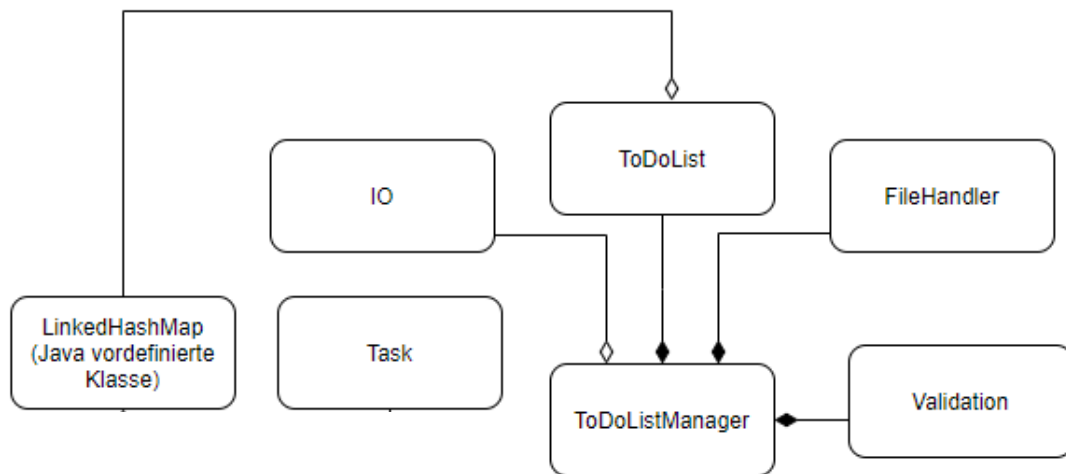 ToDoList
IO
FileHandler
LinkedHashMap
(Java vordefinierte
Klasse)
Task
ToDoListManager
Validation